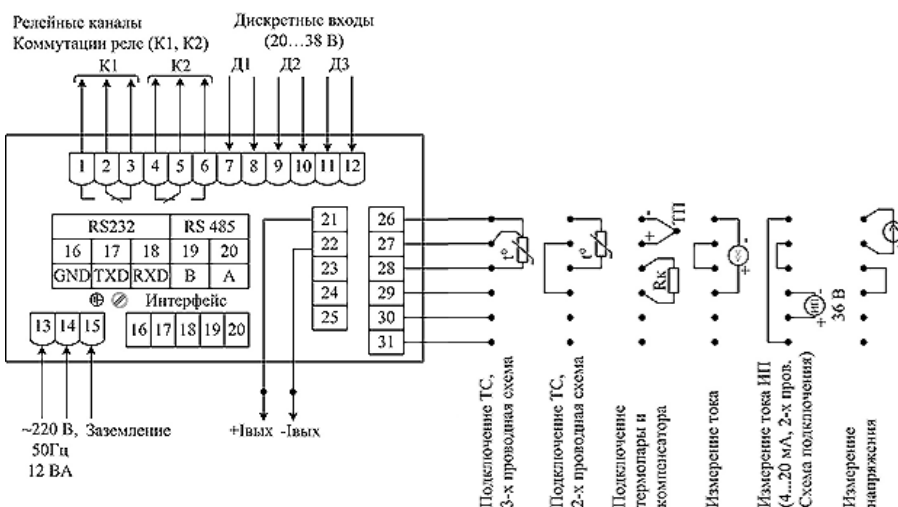 Релейные каналы
Коммутации реле (К1, К2)
К1 К2
Дискретные входы
(20…38 В)
Д1 Д2 Д3
1 2 3 4 5 6 7 8 9 10 11 12
RS232 RS 485
16 17 18 19 20
GND TXD RXD B A
Интерфейс
13 14 15
16 17 18 19 20
21
22
23
24
25
26
27
28
29
30
31
~220 В,
50Гц
12 ВА
Заземление
+Iвых -Iвых
t°
t°
- + ТП
Rк
- +
ИП - +
36 В
Подключение ТС,
3-х проводная схема
Подключение ТС,
2-х проводная схема
Подключение
термопары и
компенсатора
Измерение тока
Измерение тока ИП
(4...20 мА, 2-х пров.
Схема подключения)
Измерение
напряжения